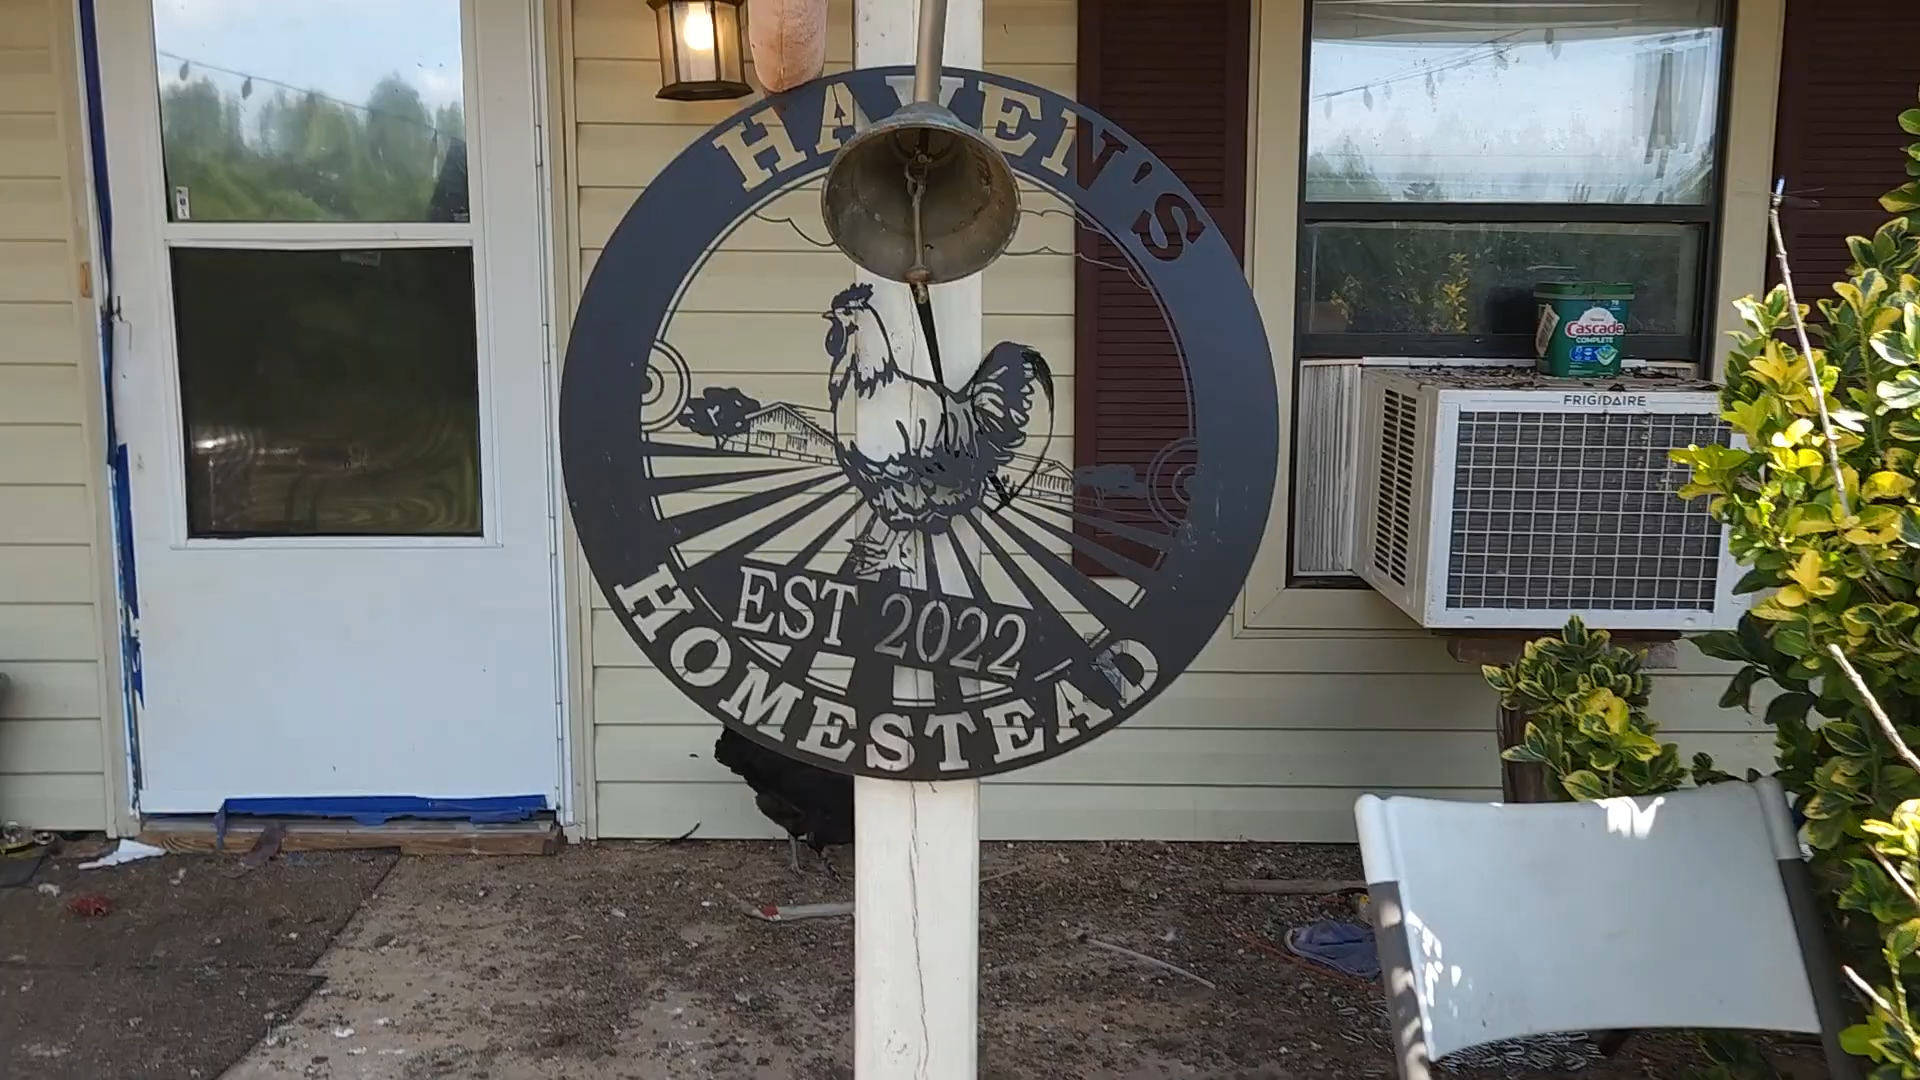 HAVEN'S
EST 2022
HOMESTEAD
Cascade
COMPLETE
FRIGIDAIRE